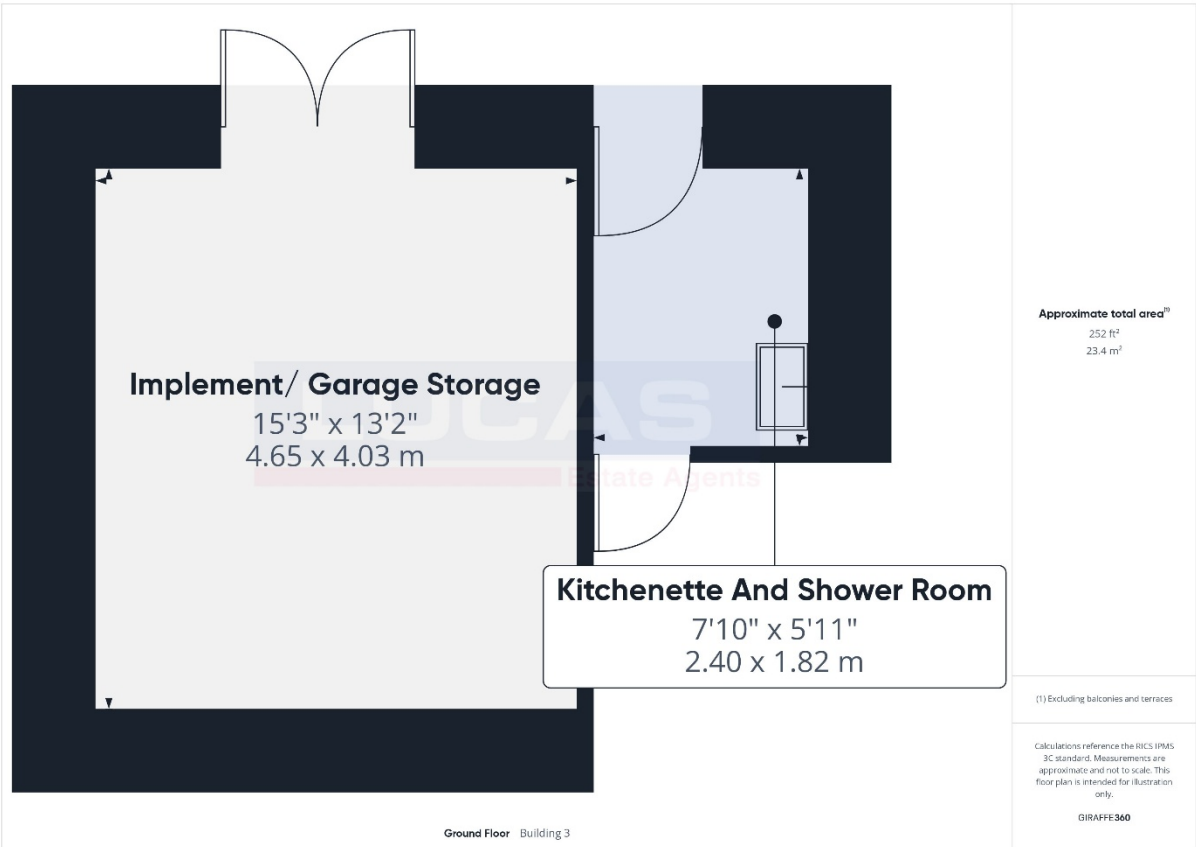 Implement/ Garage Storage
15'3" x 13'2"
4.65 x 4.03 m
LUCAS
Estate Agents
Kitchenette And Shower Room
7'10" x 5'11"
2.40 x 1.82 m
Ground Floor Building 3
Approximate total area(1)
252 ft²
23.4 m²
(1) Excluding balconies and terraces
Calculations reference the RICS IPMS
3C standard. Measurements are
approximate and not to scale. This
floor plan is intended for illustration
only.
GIRAFFE360